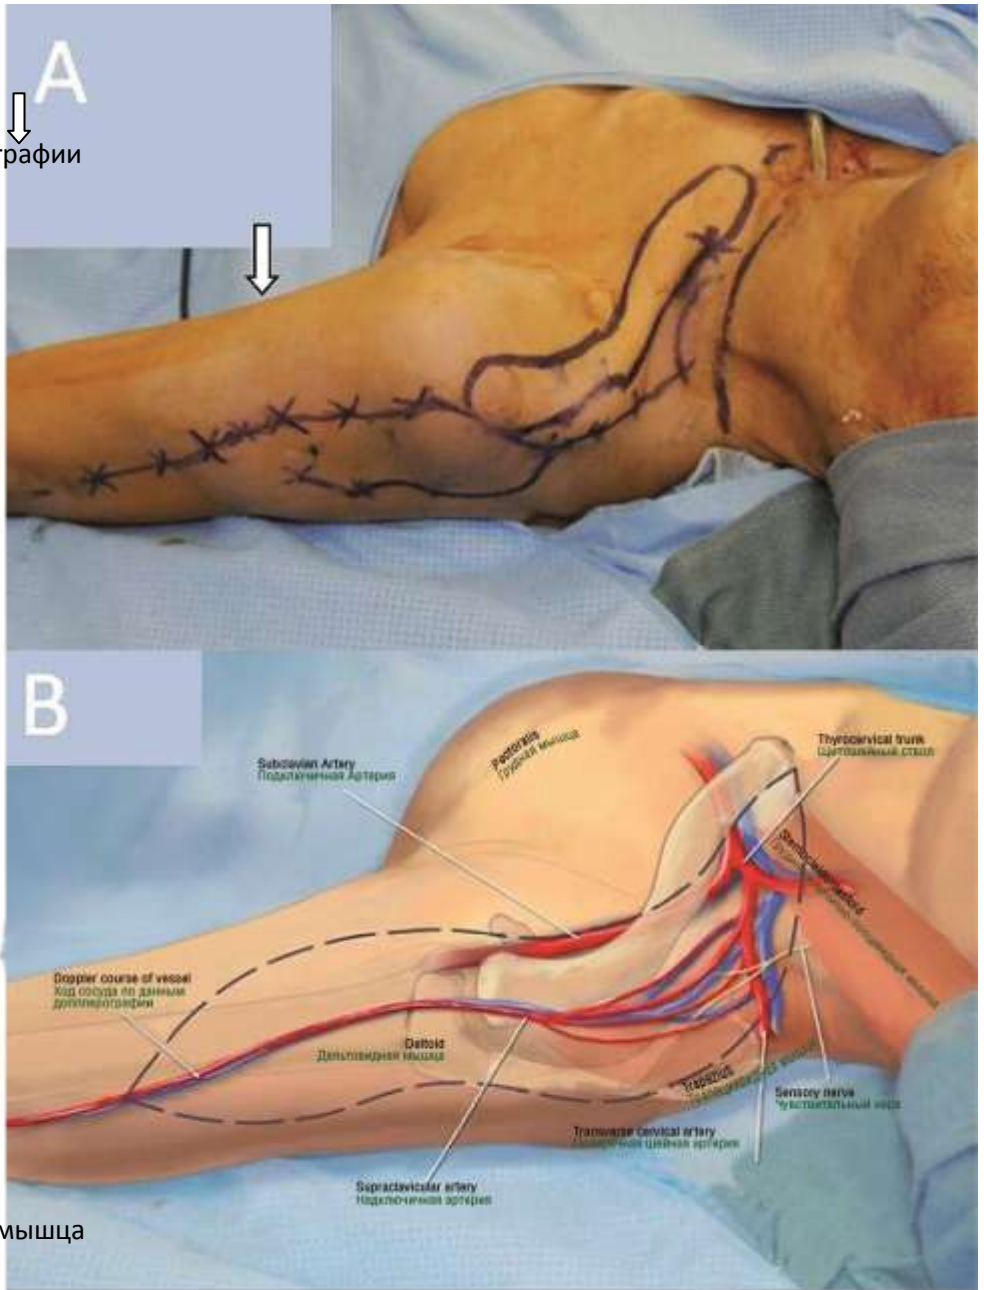 A
графии
B
Pectoralis
Грудная мышца
Thyrocervical trunk
Щитошейный ствол
Subclavian Artery
Подключичная Артерия
Sternocleidomastoid
Doppler course of vessel
Ход сосуда по данным
допплерографии
Deltoid
Дельтовидная мышца
Trapezius
Sensory nerve
Чувствительный нерв
Transverse cervical artery
Поперечная шейная артерия
Supraclavicular artery
Надключичная артерия
мышца